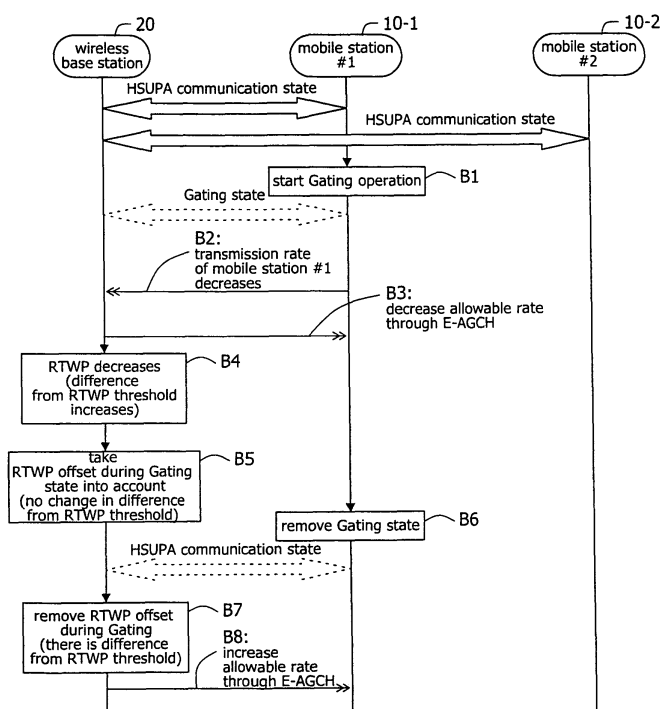 20
10-1
10-2
wireless
base station
mobile station
#1
mobile station
#2
HSUPA communication state
HSUPA communication state
start Gating operation
B1
Gating state
B2:
transmission rate
of mobile station #1
decreases
B3:
decrease allowable rate
through E-AGCH
RTWP decreases
(difference
from RTWP threshold
increases)
B4
take
RTWP offset during Gating
state into account
(no change in difference
from RTWP threshold)
B5
remove Gating state
B6
HSUPA communication state
remove RTWP offset
during Gating
(there is difference
from RTWP threshold)
B7
B8:
increase
allowable rate
through E-AGCH